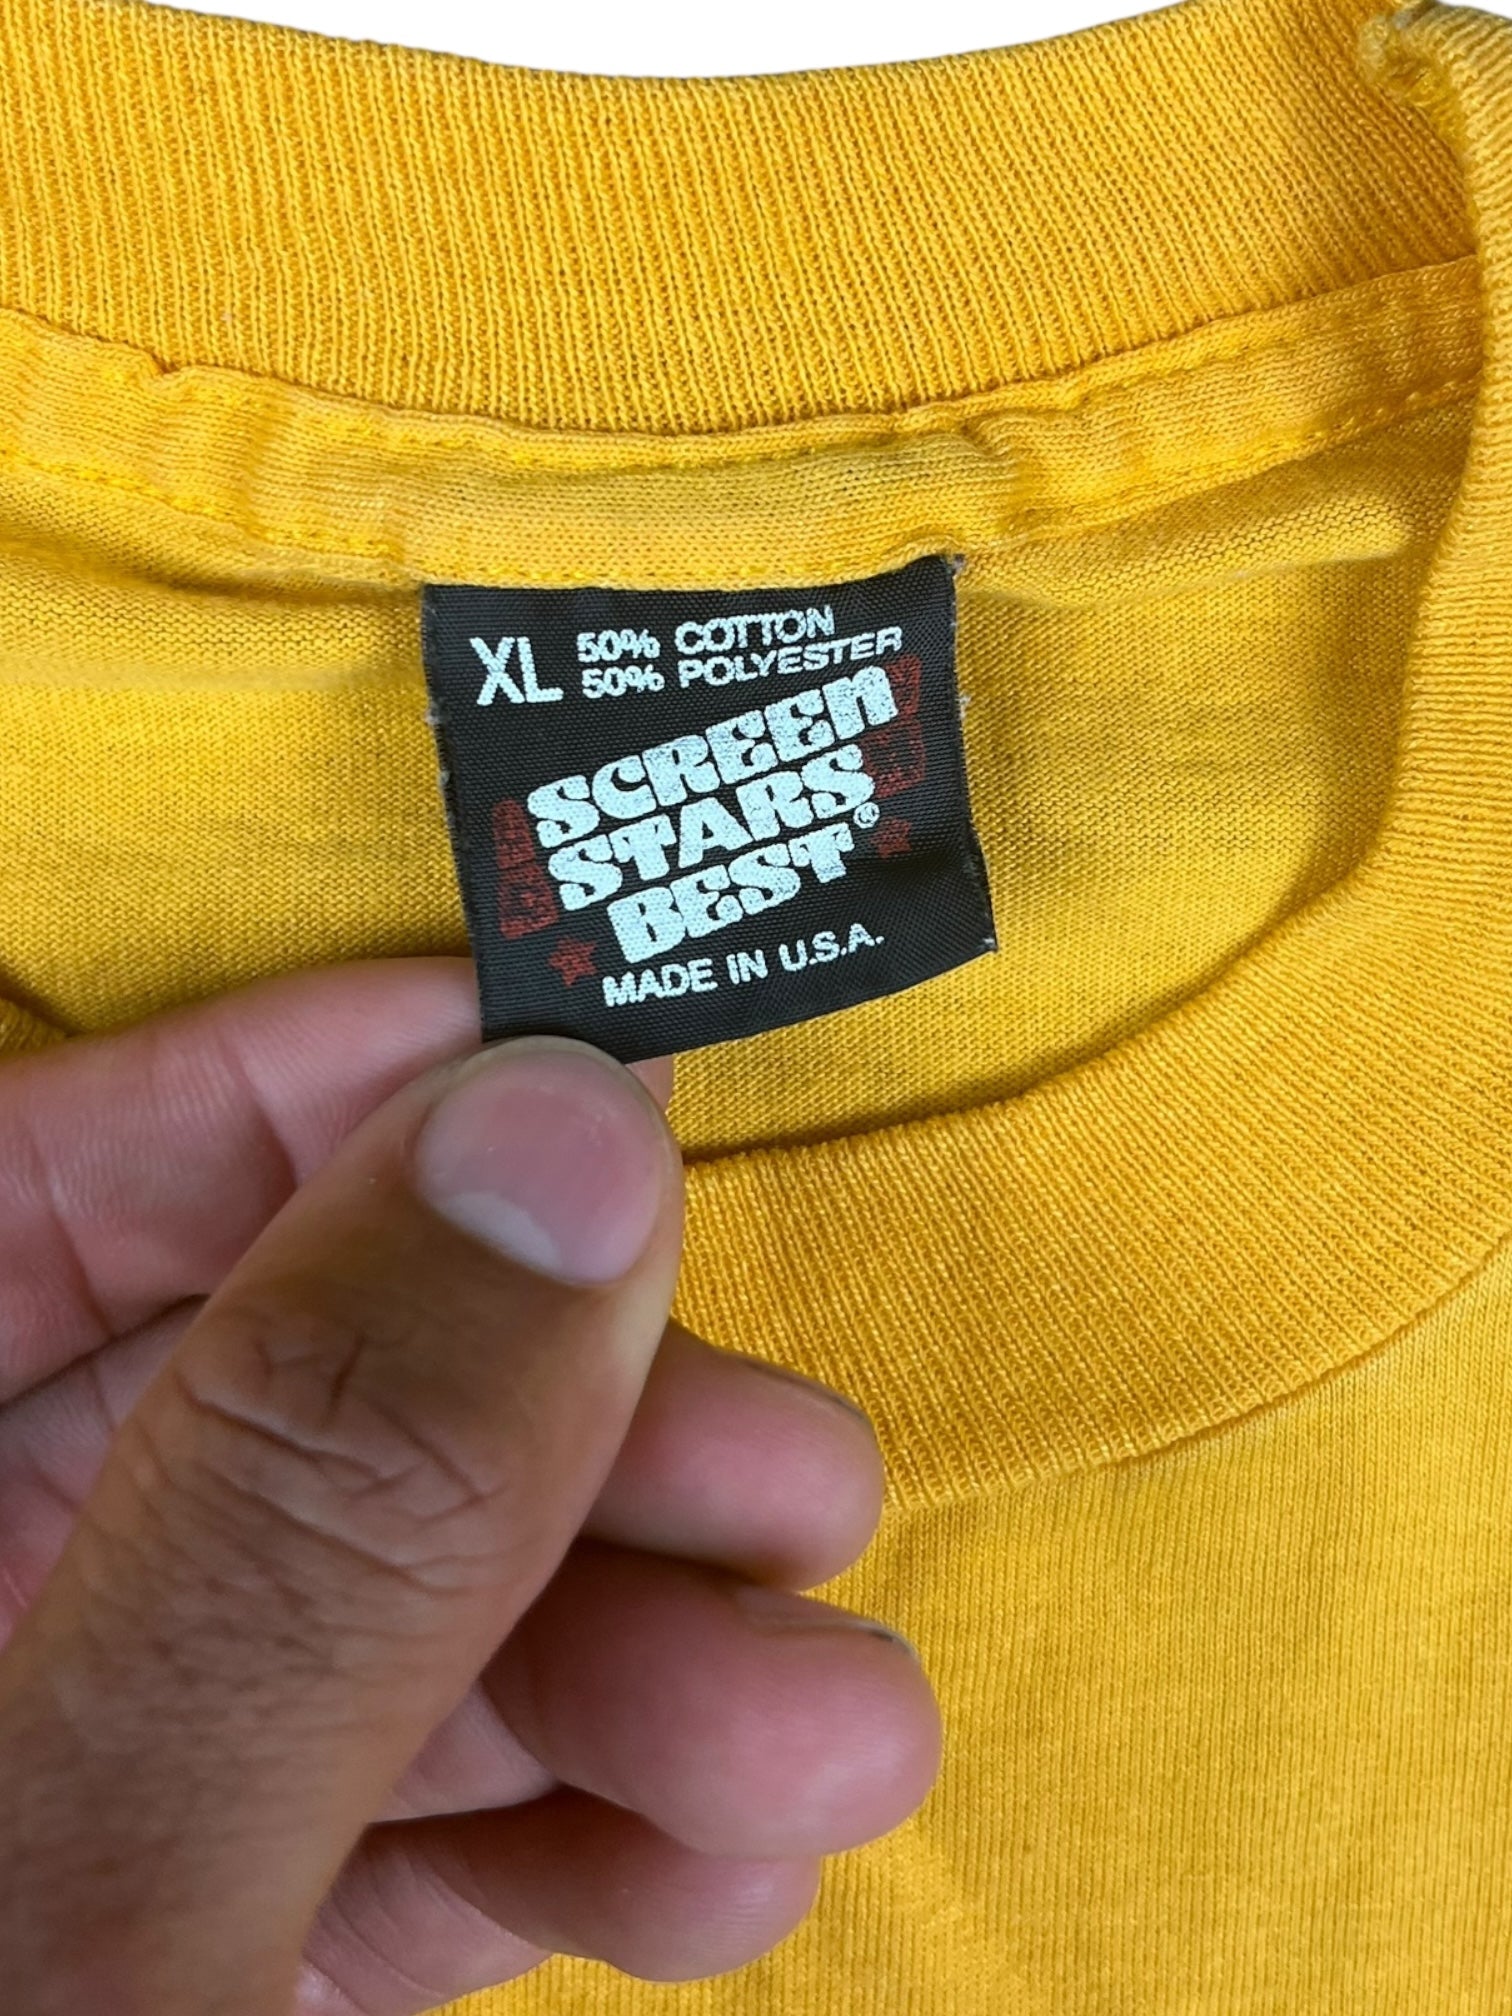 XL 50% COTTON
50% POLYESTER
SCREEN
STARS
BEST®
MADE IN U.S.A.